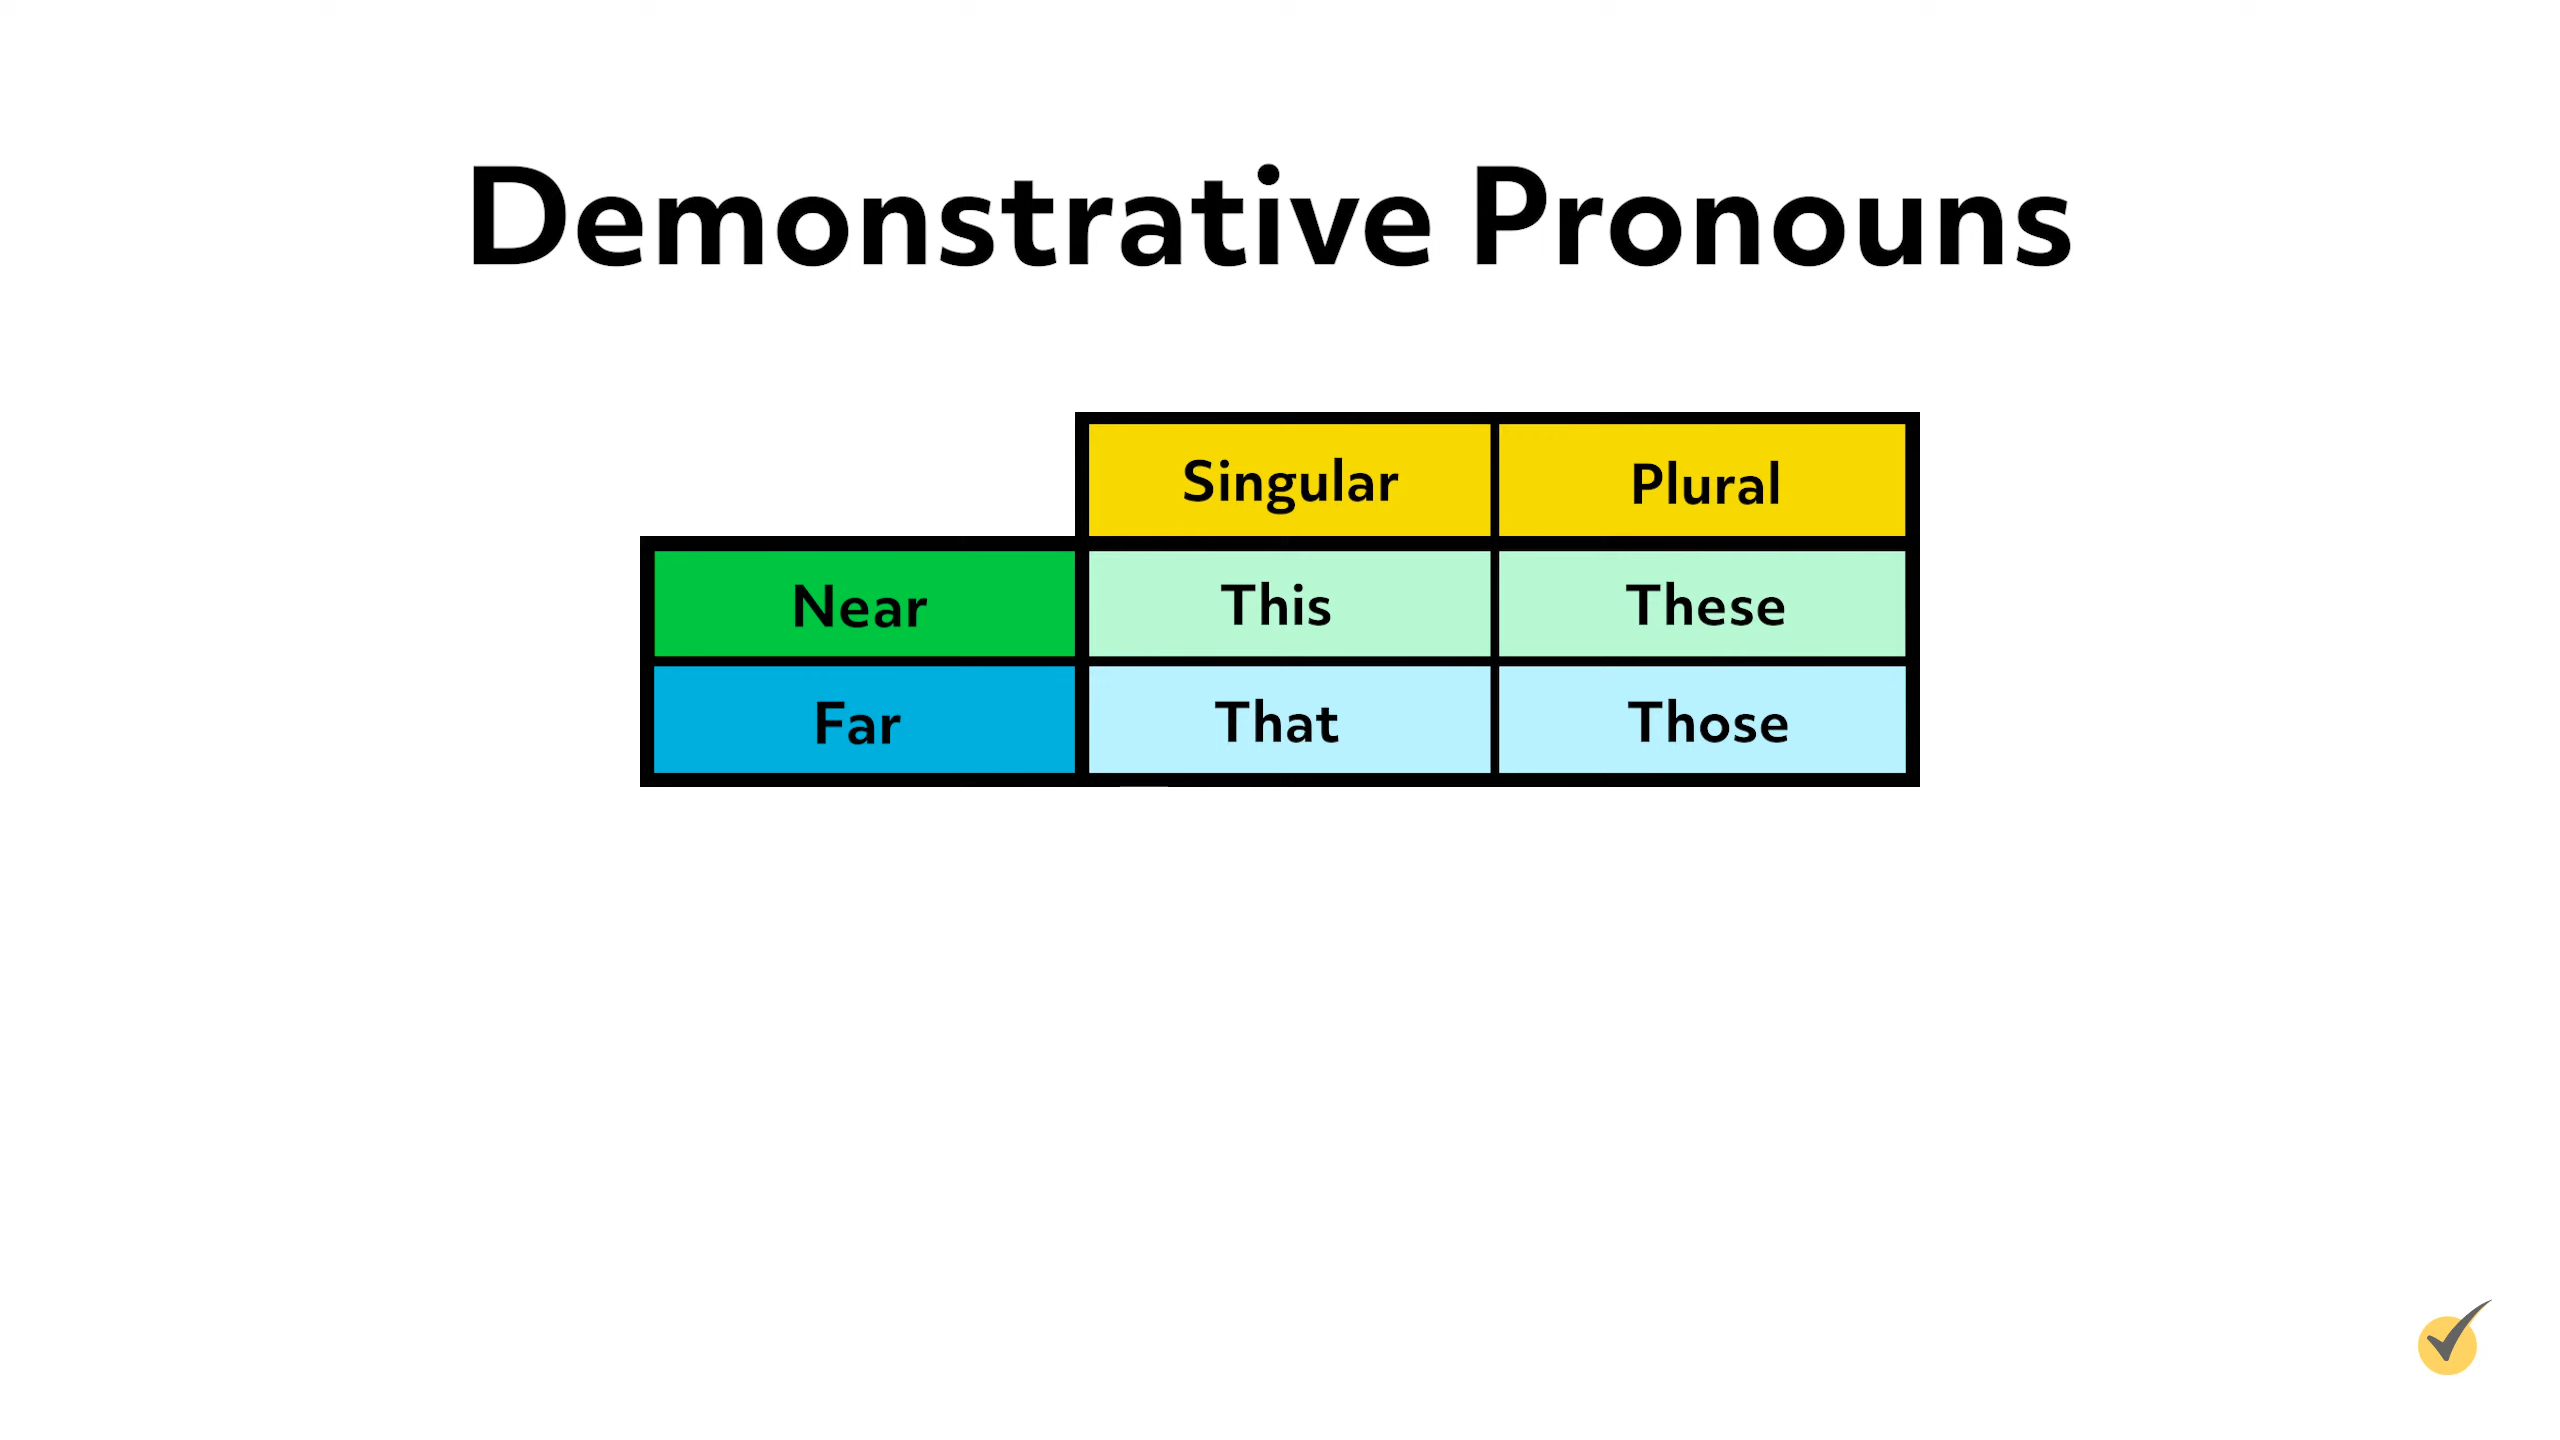 Demonstrative Pronouns
Singular Plural
Near This These
Far That Those